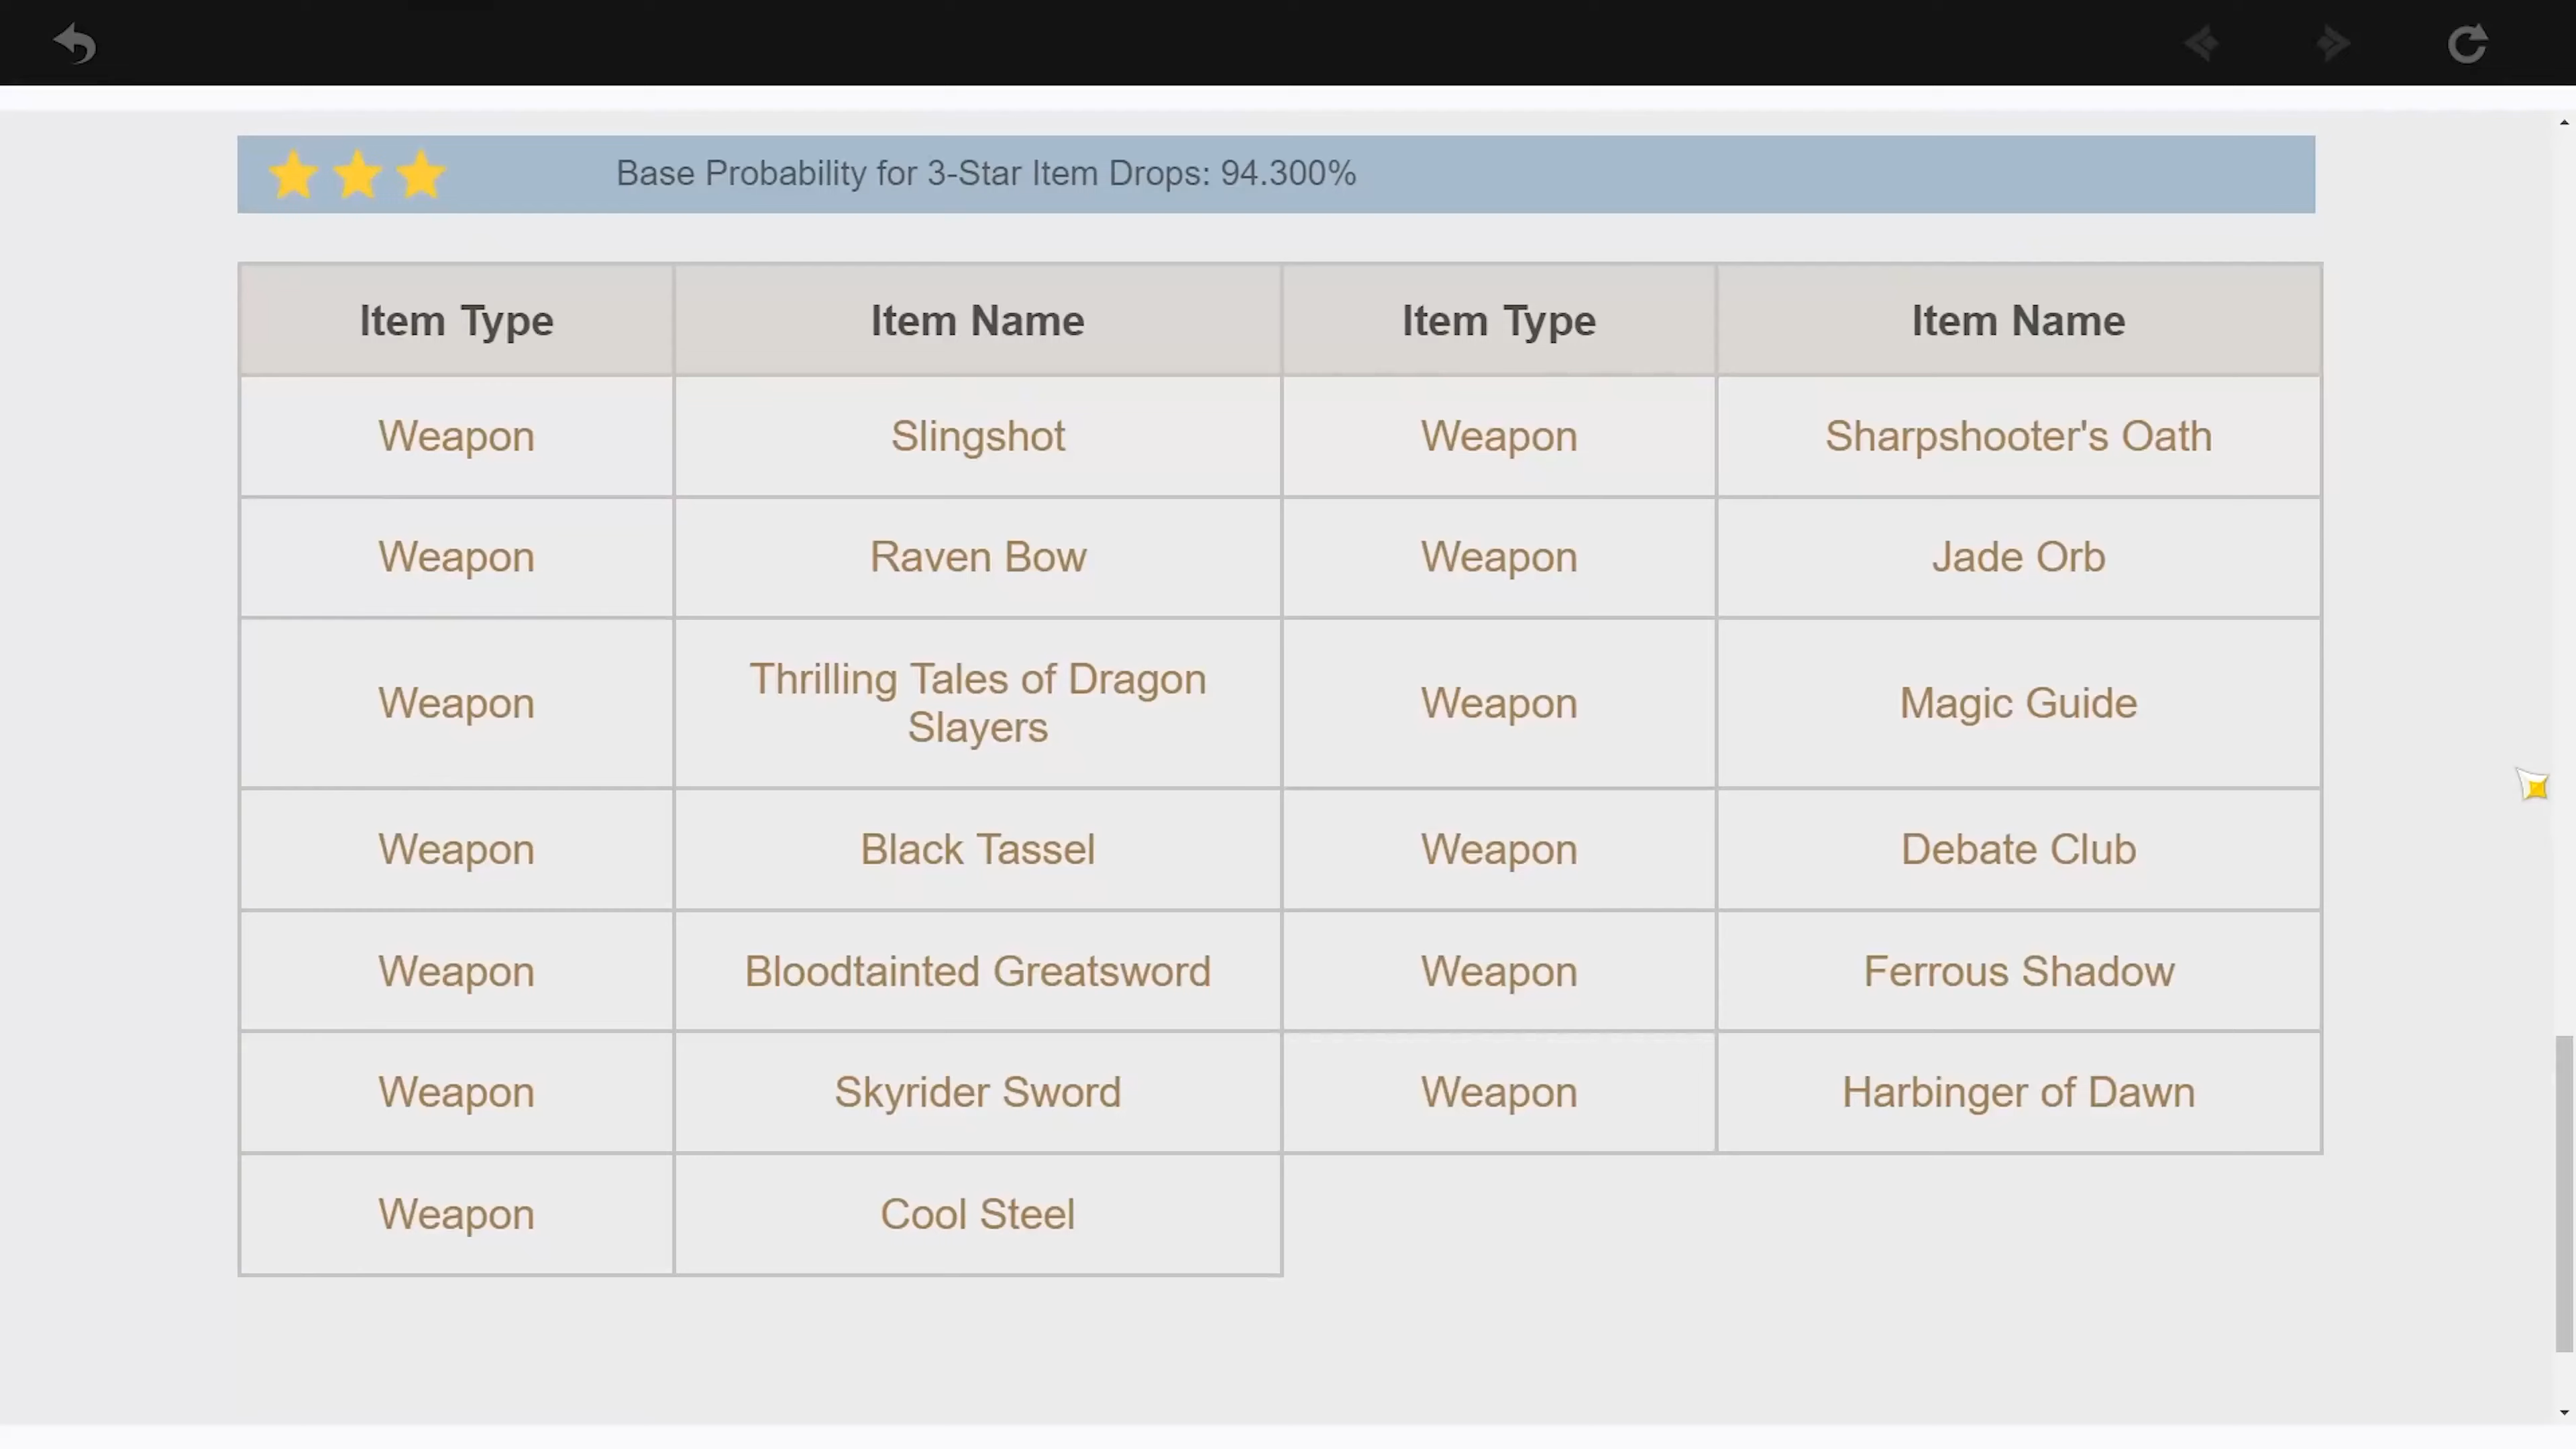 Base Probability for 3-Star Item Drops: 94.300%
Item Type Item Name Item Type Item Name
Weapon Slingshot Weapon Sharpshooter's Oath
Weapon Raven Bow Weapon Jade Orb
Weapon Thrilling Tales of Dragon
Slayers Weapon Magic Guide
Weapon Black Tassel Weapon Debate Club
Weapon Bloodtainted Greatsword Weapon Ferrous Shadow
Weapon Skyrider Sword Weapon Harbinger of Dawn
Weapon Cool Steel